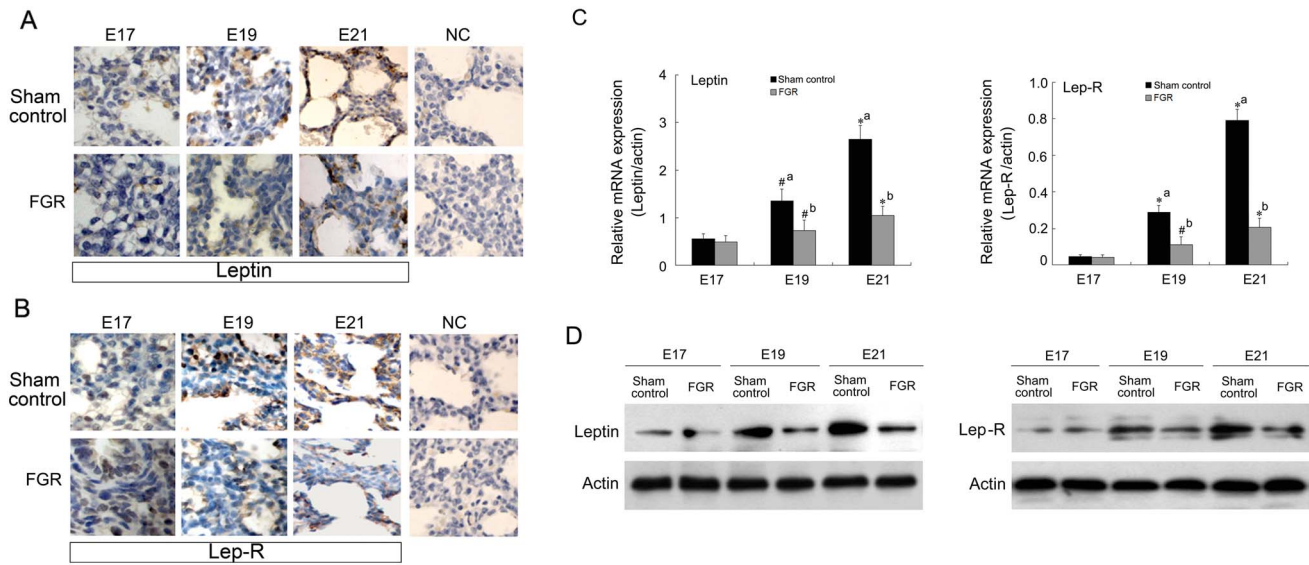 A
E17 E19 E21 NC
Sham
control
FGR
Leptin
B
E17 E19 E21 NC
Sham
control
FGR
Lep-R
C
Relative mRNA expression
(Leptin/actin)
Leptin
Sham control
FGR
4
3
2
1
0
# a
# b
* a
* b
E17 E19 E21
Relative mRNA expression
(Lep-R/actin)
Lep-R
Sham control
FGR
1.0
0.8
0.6
0.4
0.2
0
* a
# b
* a
* b
E17 E19 E21
D
E17 E19 E21
Sham FGR Sham FGR Sham FGR
control control control
Leptin
Actin
E17 E19 E21
Sham FGR Sham FGR Sham FGR
control control control
Lep-R
Actin